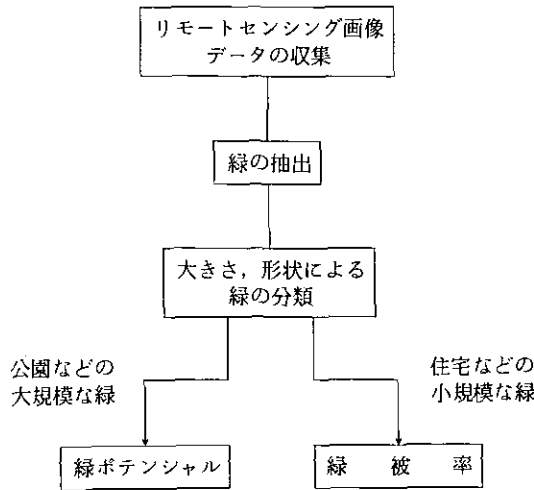 リモートセンシング画像
データの収集
緑の抽出
大きさ，形状による
緑の分類
公園などの
大規模な緑
住宅などの
小規模な緑
緑ポテンシャル
緑被率